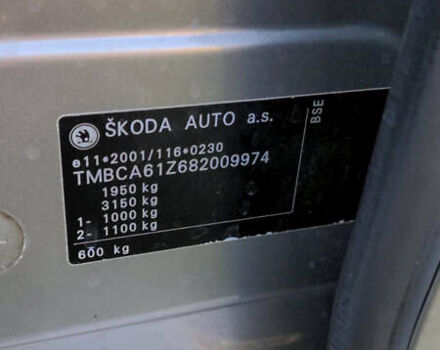 ŠKODA AUTO a.s.
e11*2001/116*0230
TMBCA61Z682009974
1950 kg
3150 kg
1- 1000 kg
2- 1100 kg
600 kg
BSE